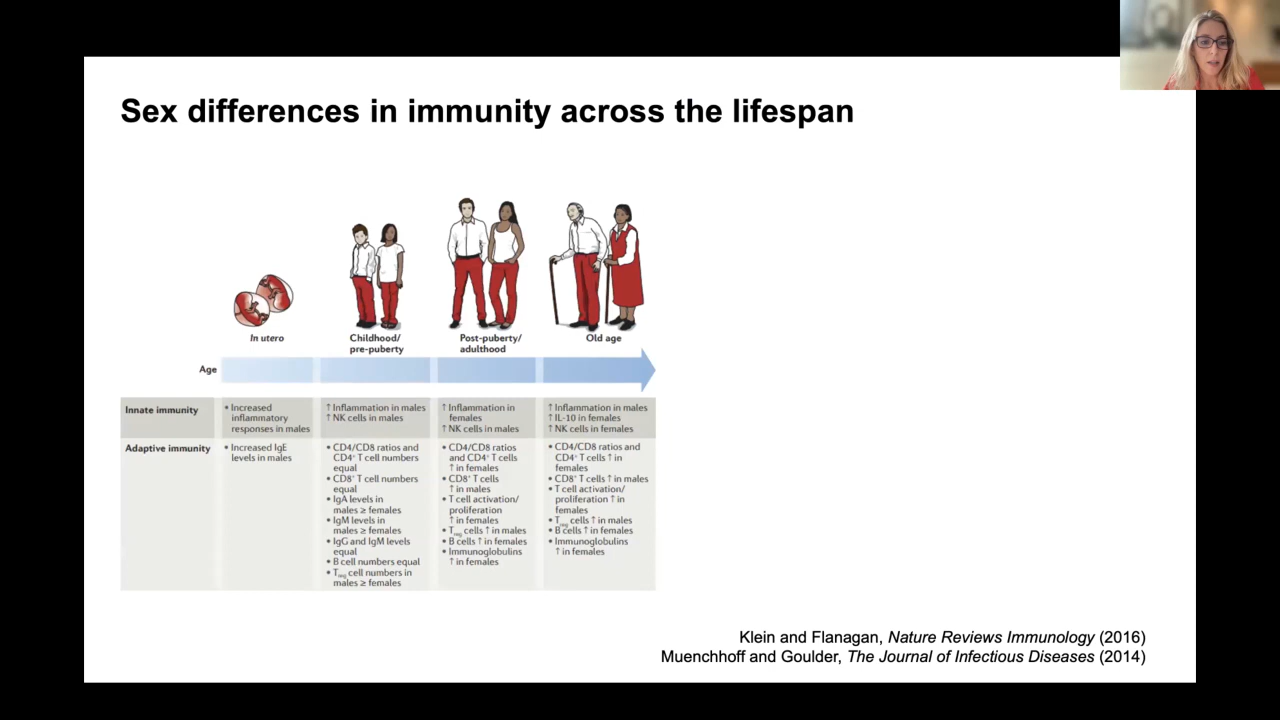 Sex differences in immunity across the lifespan
In utero
Childhood/
pre-puberty
Post-puberty/
adulthood
Old age
Age
Innate immunity
• Increased
inflammatory
responses in males
↑ Inflammation in males
↑ NK cells in males
↑ Inflammation in
females
↑ NK cells in males
↑ Inflammation in males
↑ IL-10 in females
↑ NK cells in females
Adaptive immunity
• Increased IgE
levels in males
• CD4/CD8 ratios and
CD4⁺ T cell numbers
equal
• CD8⁺ T cell numbers
equal
• IgA levels in
males ≥ females
• IgM levels in
males ≥ females
• IgG and IgM levels
equal
• B cell numbers equal
• Treg cell numbers in
males ≥ females
• CD4/CD8 ratios
and CD4⁺ T cells
↑ in females
• CD8⁺ T cells
↑ in males
• T cell activation/
proliferation
↑ in females
• Treg cells ↑ in males
• B cells ↑ in females
• Immunoglobulins
↑ in females
• CD4/CD8 ratios and
CD4⁺ T cells ↑ in
females
• CD8⁺ T cells ↑ in males
• T cell activation/
proliferation ↑ in
females
• Treg cells ↑ in males
• B cells ↑ in females
• Immunoglobulins
↑ in females
Klein and Flanagan, Nature Reviews Immunology (2016)
Muenchhoff and Goulder, The Journal of Infectious Diseases (2014)